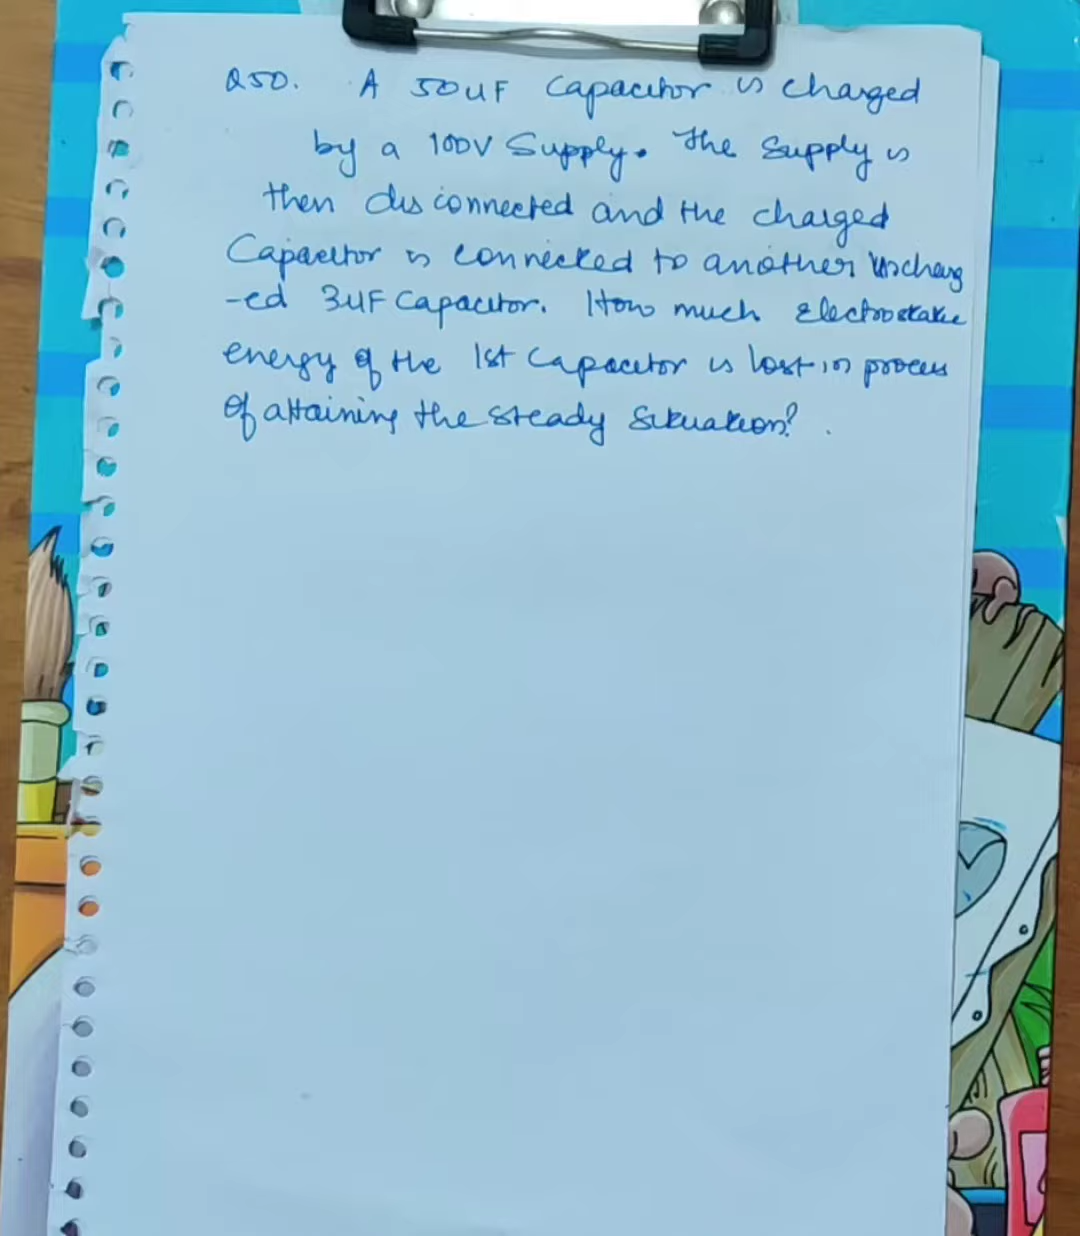 Q50. A 50UF Capacitor is charged
by a 100V Supply. The Supply is
then disconnected and the charged
Capacitor is connected to another Uncharg
-ed 3UF Capacitor. How much Electrostatic
energy of the 1st Capacitor is lost in process
of attaining the steady Situation?